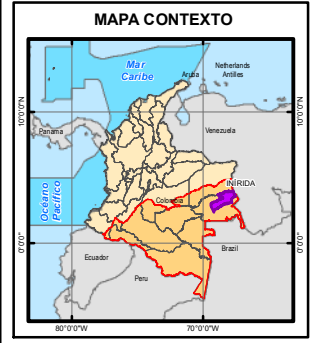 MAPA CONTEXTO
Mar
Caribe
Aruba
Netherlands
Antilles
10°0'0"N
10°0'0"N
Panama
Venezuela
Océano
Pacífico
Colombia
INÍRIDA
0°0'0"
0°0'0"
Ecuador
Brazil
Peru
80°0'0"W
70°0'0"W